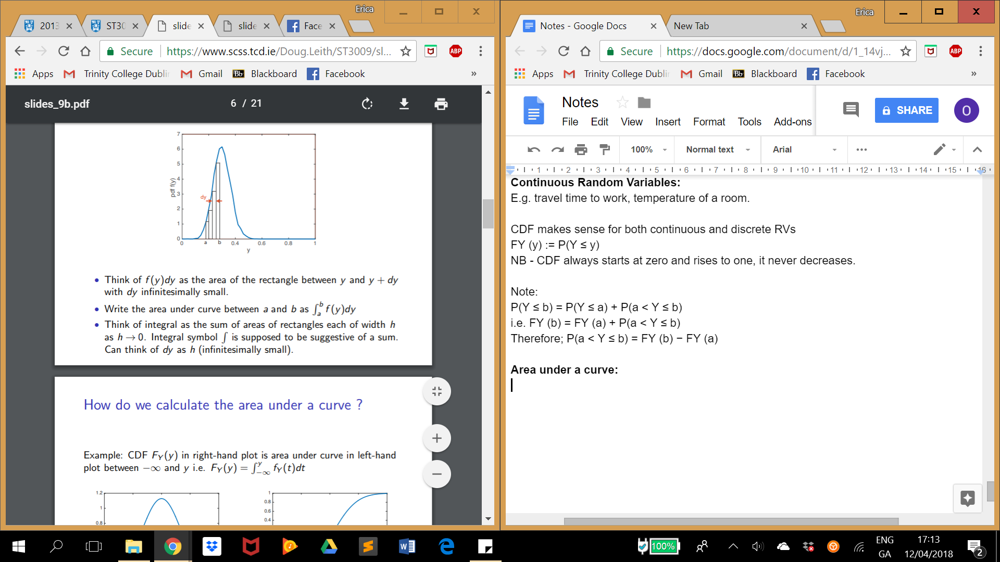 Erica
2013
ST30
slide
slide
Face
Secure
https://www.scss.tcd.ie/Doug.Leith/ST3009/sl...
ABP
Apps
Trinity College Dubli
Gmail
Bb
Blackboard
Facebook
»
slides_9b.pdf
6 / 21
7
6
5
4
3
2
1
0
pdf f(y)
dy
0
a
b
0.4
0.6
0.8
1
y
• Think of f(y)dy as the area of the rectangle between y and y + dy
with dy infinitesimally small.
• Write the area under curve between a and b as ∫ₐᵇ f(y)dy
• Think of integral as the sum of areas of rectangles each of width h
as h → 0. Integral symbol ∫ is supposed to be suggestive of a sum.
Can think of dy as h (infinitesimally small).
How do we calculate the area under a curve ?
Example: CDF F_Y(y) in right-hand plot is area under curve in left-hand
plot between −∞ and y i.e. F_Y(y) = ∫_{−∞}^{y} f_Y(t)dt
1.2
1
0.8
1
0.8
0.6
0.4
Erica
Notes - Google Docs
New Tab
Secure
https://docs.google.com/document/d/1_14vj...
ABP
Apps
Trinity College Dubli
Gmail
Bb
Blackboard
Facebook
»
Notes
SHARE
O
File Edit View Insert Format Tools Add-ons
100%
Normal text
Arial
1 2 3 4 5 6 7 8 9 10 11 12 13 14 15 16
Continuous Random Variables:
E.g. travel time to work, temperature of a room.
CDF makes sense for both continuous and discrete RVs
FY (y) := P(Y ≤ y)
NB - CDF always starts at zero and rises to one, it never decreases.
Note:
P(Y ≤ b) = P(Y ≤ a) + P(a < Y ≤ b)
i.e. FY (b) = FY (a) + P(a < Y ≤ b)
Therefore; P(a < Y ≤ b) = FY (b) − FY (a)
Area under a curve:
100%
ENG
GA
17:13
12/04/2018
2